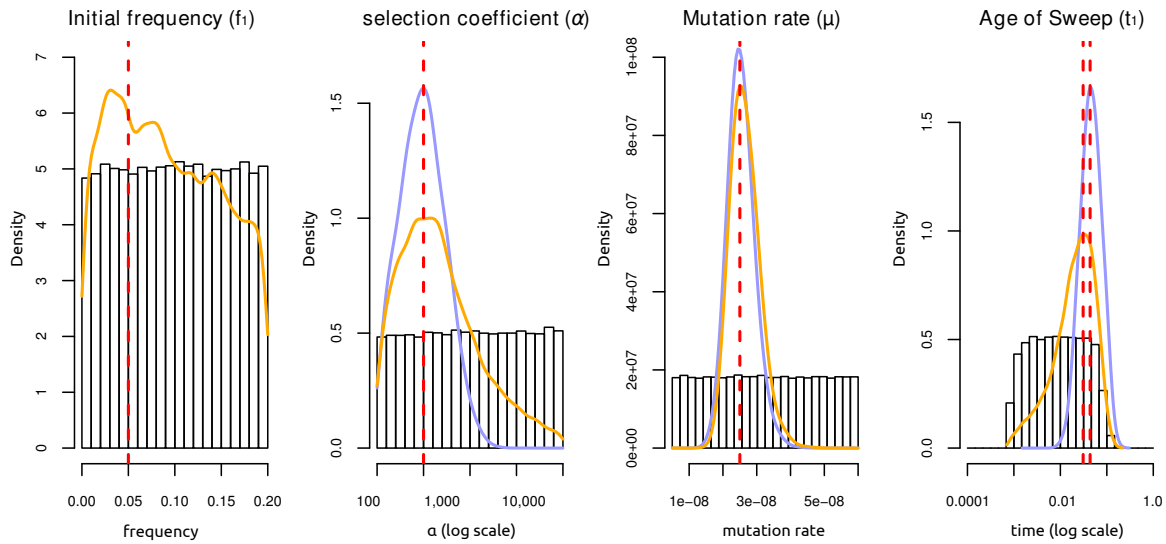 Initial frequency (f₁)
Density
7
6
5
4
3
2
1
0
0.00 0.05 0.10 0.15 0.20
frequency
selection coefficient (α)
Density
1.5
1.0
0.5
0.0
100 1,000 10,000
α (log scale)
Mutation rate (μ)
Density
1e+08
8e+07
6e+07
4e+07
2e+07
0e+00
1e-08 3e-08 5e-08
mutation rate
Age of Sweep (t₁)
Density
1.5
1.0
0.5
0.0
0.0001 0.01 1.0
time (log scale)